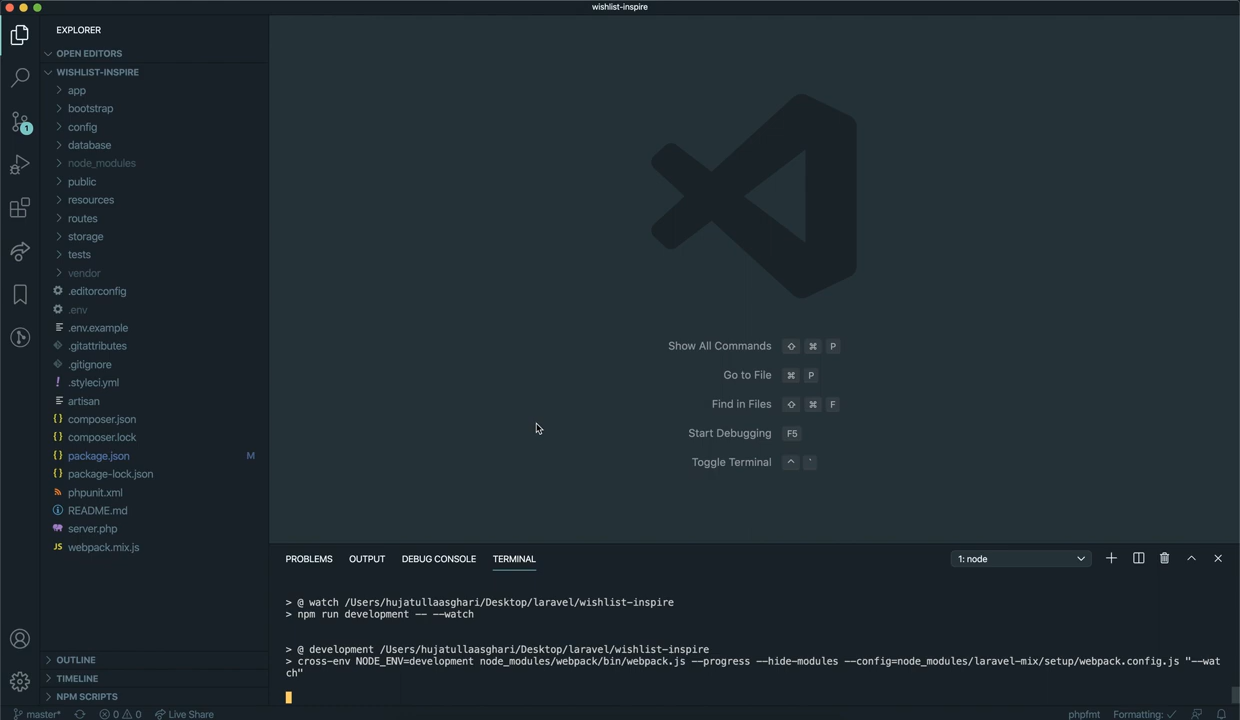 wishlist-inspire
EXPLORER
OPEN EDITORS
WISHLIST-INSPIRE
app
bootstrap
config
database
node_modules
public
resources
routes
storage
tests
vendor
.editorconfig
.env
.env.example
.gitattributes
.gitignore
! .styleci.yml
artisan
{} composer.json
{} composer.lock
{} package.json M
{} package-lock.json
phpunit.xml
README.md
server.php
JS webpack.mix.js
OUTLINE
TIMELINE
NPM SCRIPTS
1
Show All Commands ⇧ ⌘ P
Go to File ⌘ P
Find in Files ⇧ ⌘ F
Start Debugging F5
Toggle Terminal ^ `
PROBLEMS OUTPUT DEBUG CONSOLE TERMINAL 1: node
> @ watch /Users/hujatullaasghari/Desktop/laravel/wishlist-inspire
> npm run development -- --watch
> @ development /Users/hujatullaasghari/Desktop/laravel/wishlist-inspire
> cross-env NODE_ENV=development node_modules/webpack/bin/webpack.js --progress --hide-modules --config=node_modules/laravel-mix/setup/webpack.config.js "--wat
ch"
master* 0 0 Live Share phpfmt Formatting: ✓